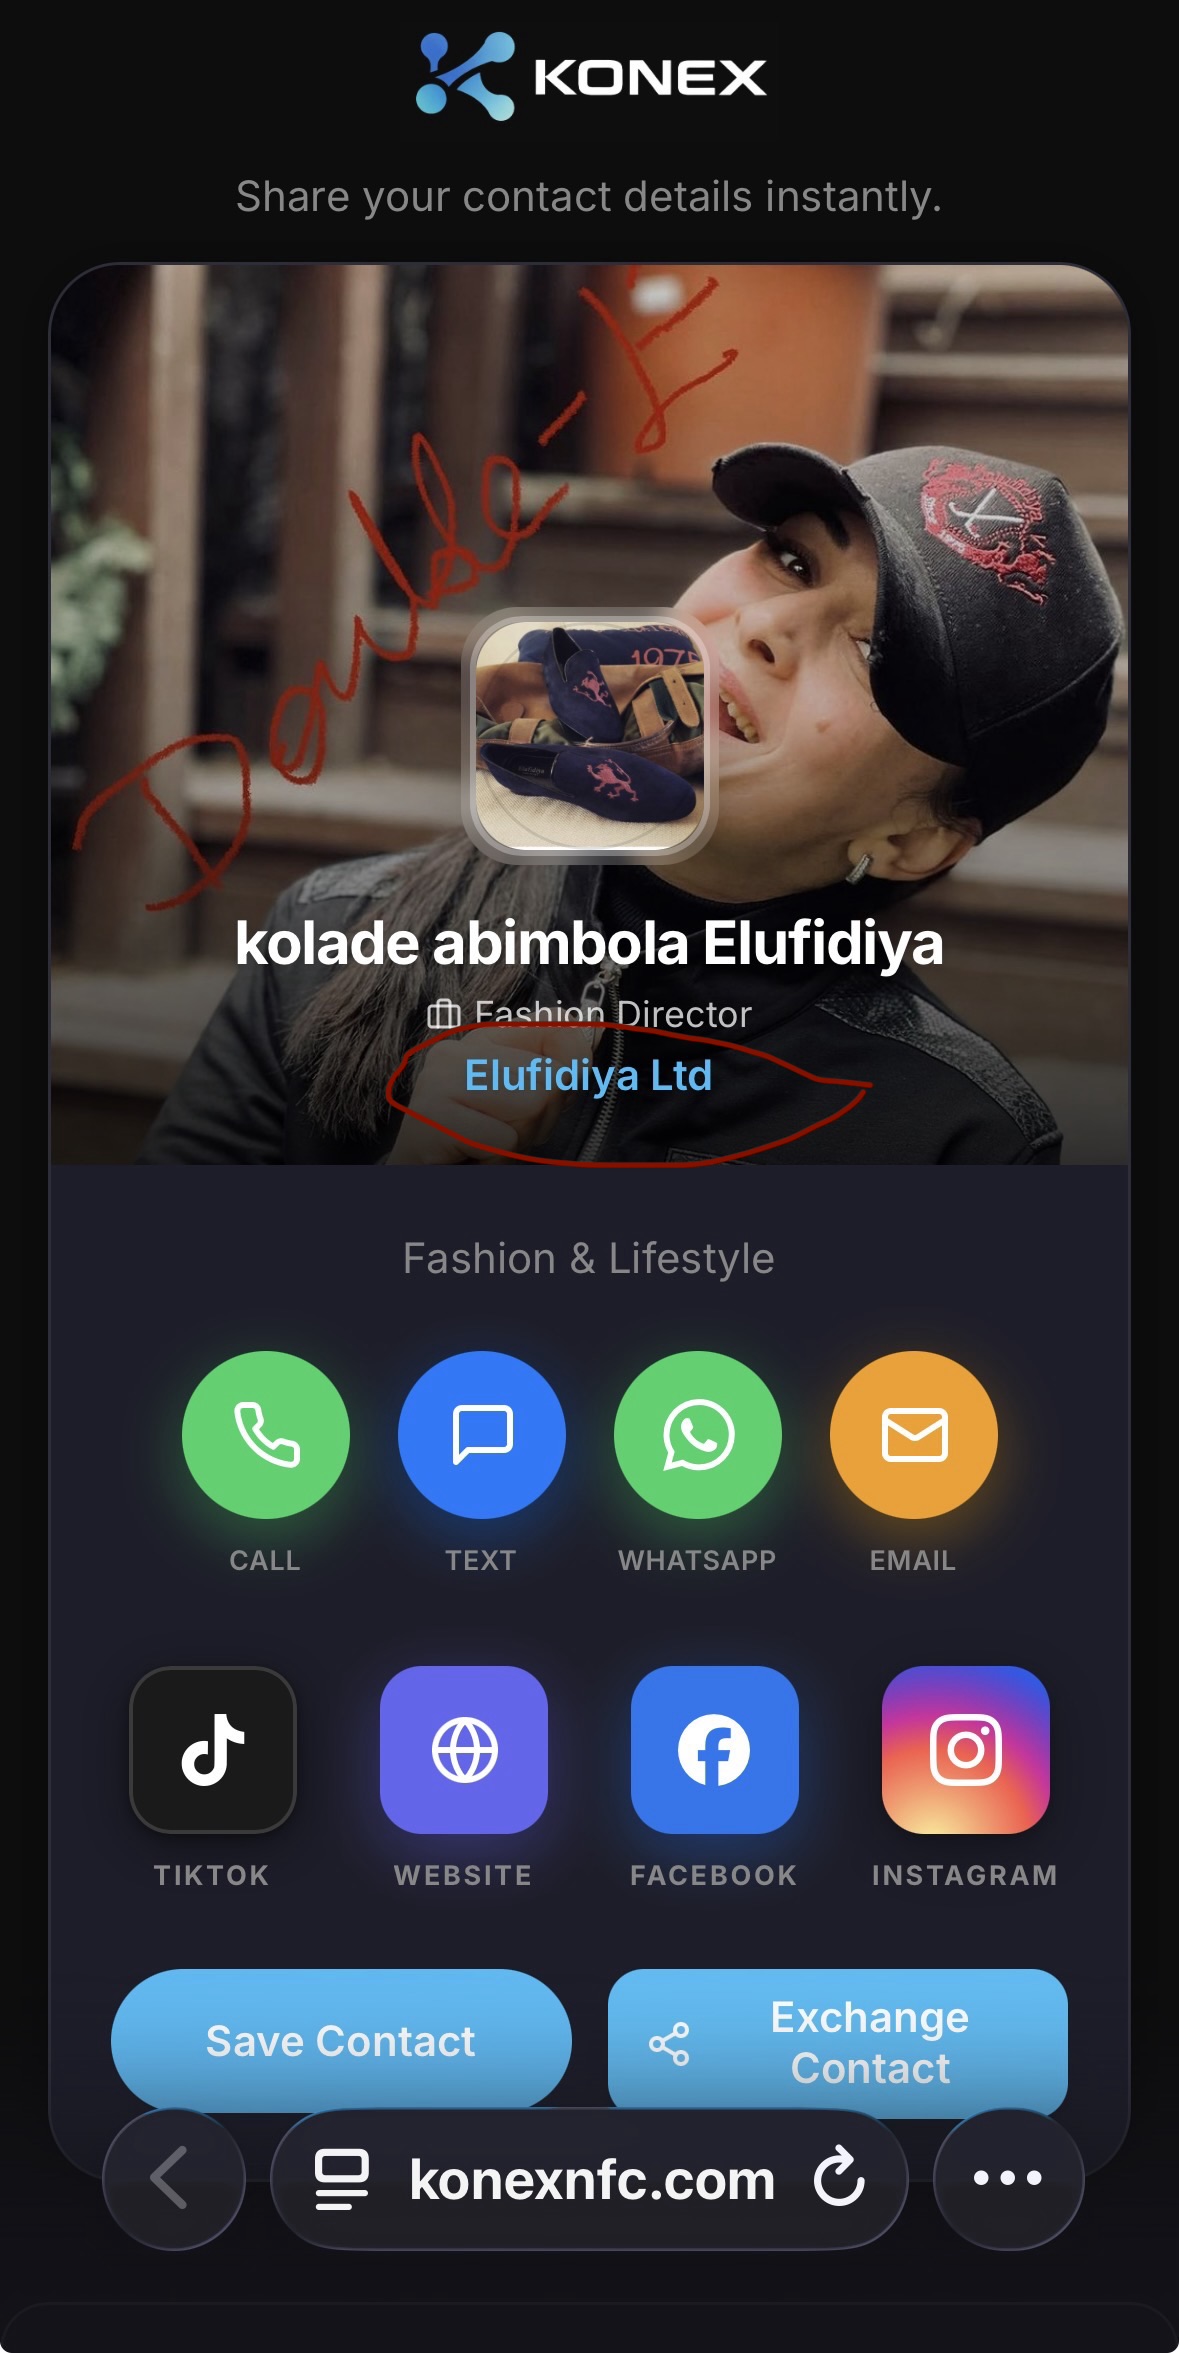 KONEX
Share your contact details instantly.
Double-E
1975
kolade abimbola Elufidiya
Fashion Director
Elufidiya Ltd
Fashion & Lifestyle
CALL
TEXT
WHATSAPP
EMAIL
TIKTOK
WEBSITE
FACEBOOK
INSTAGRAM
Save Contact
Exchange
Contact
konexnfc.com